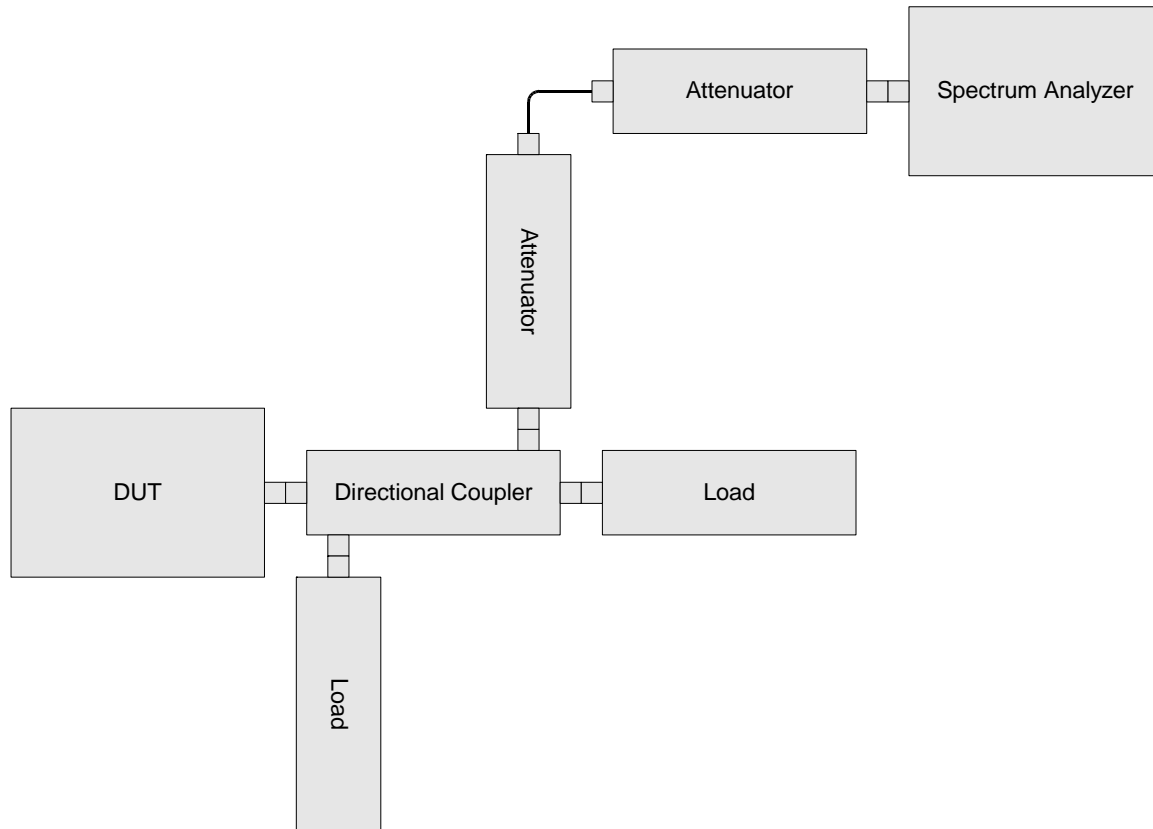 Attenuator
Spectrum Analyzer
Attenuator
DUT
Directional Coupler
Load
Load